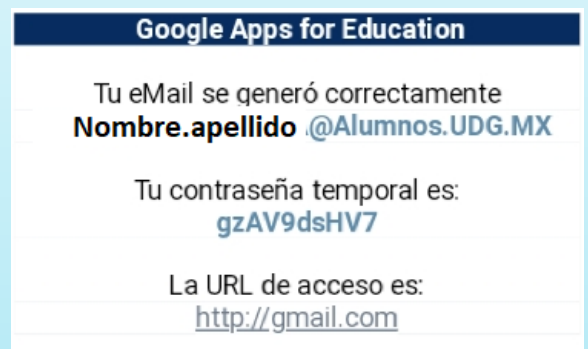 Google Apps for Education
Tu eMail se generó correctamente
Nombre.apellido @Alumnos.UDG.MX
Tu contraseña temporal es:
gzAV9dsHV7
La URL de acceso es:
http://gmail.com